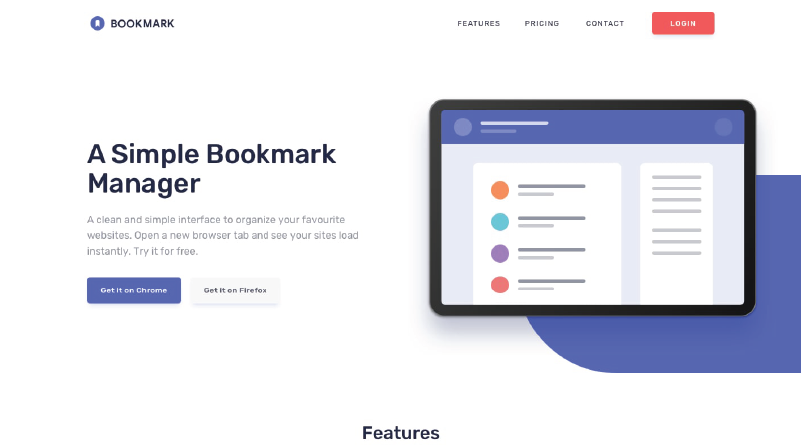 BOOKMARK
FEATURES
PRICING
CONTACT
LOGIN
A Simple Bookmark
Manager
A clean and simple interface to organize your favourite
websites. Open a new browser tab and see your sites load
instantly. Try it for free.
Get it on Chrome
Get it on Firefox
Features